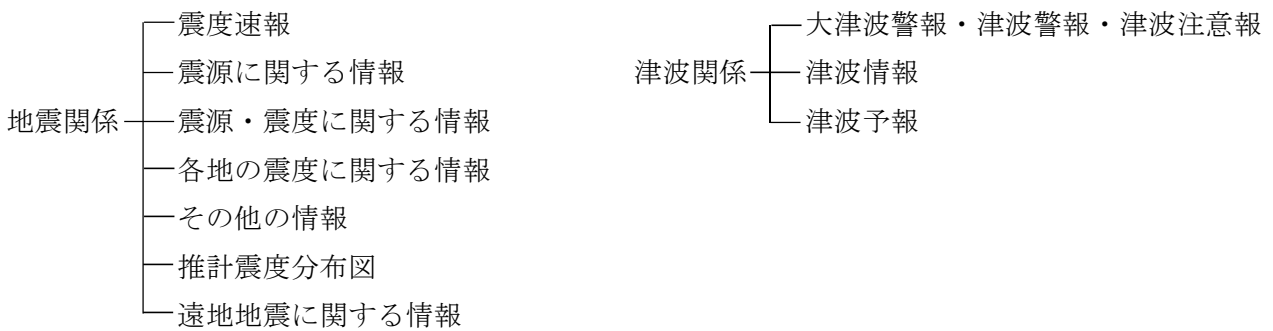 地震関係
震度速報
震源に関する情報
震源・震度に関する情報
各地の震度に関する情報
その他の情報
推計震度分布図
遠地地震に関する情報
津波関係
大津波警報・津波警報・津波注意報
津波情報
津波予報